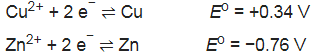 Cu²⁺ + 2 e⁻ ⇌ Cu E° = +0.34 V
Zn²⁺ + 2 e⁻ ⇌ Zn E° = −0.76 V